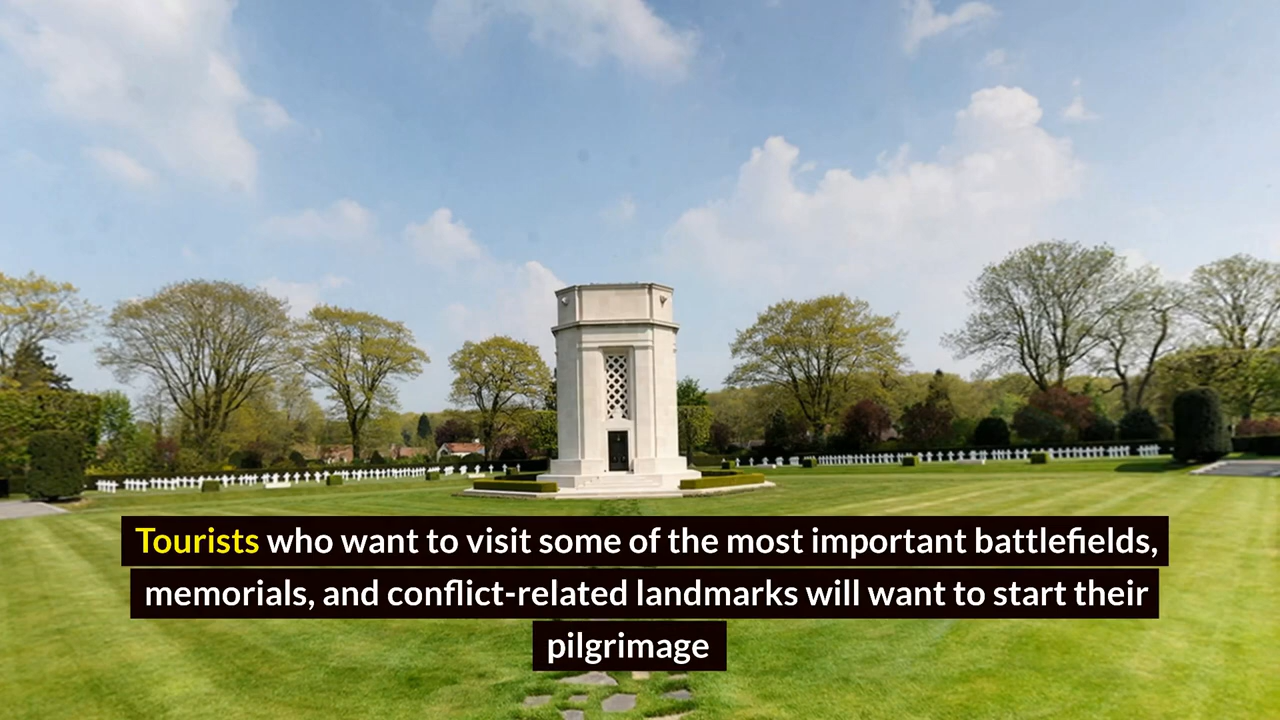 Tourists who want to visit some of the most important battlefields,
memorials, and conflict-related landmarks will want to start their
pilgrimage